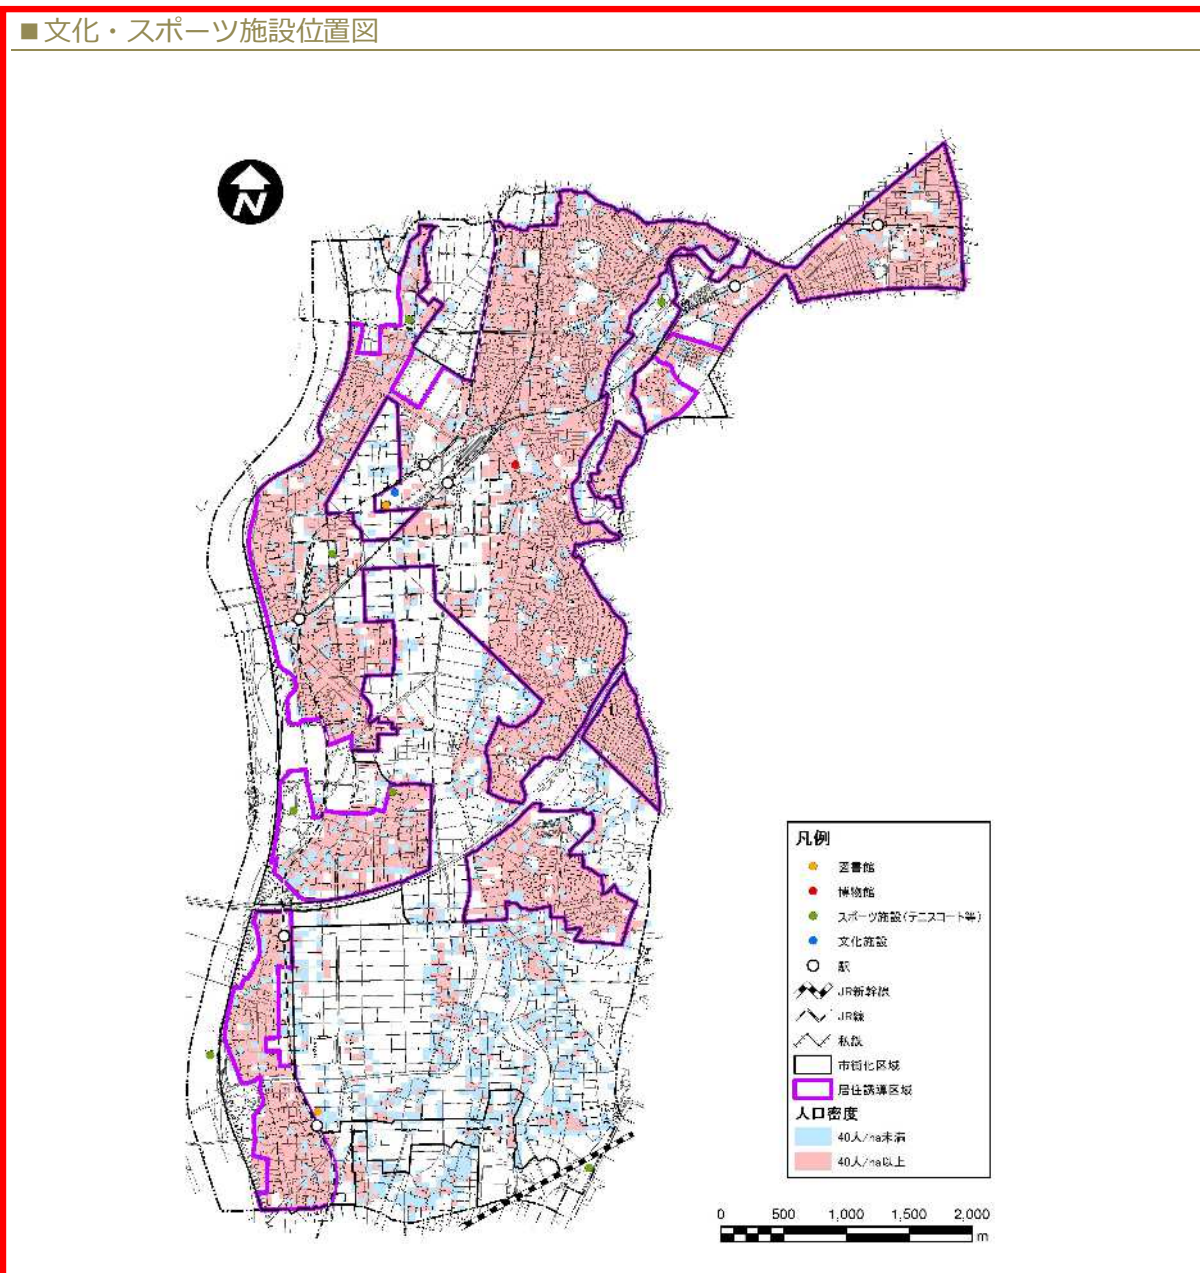 ■文化・スポーツ施設位置図
N
凡例
図書館
博物館
スポーツ施設(テニスコート等)
文化施設
駅
JR新幹線
JR線
私鉄
市街化区域
居住誘導区域
人口密度
40人/ha未満
40人/ha以上
0 500 1,000 1,500 2,000
m